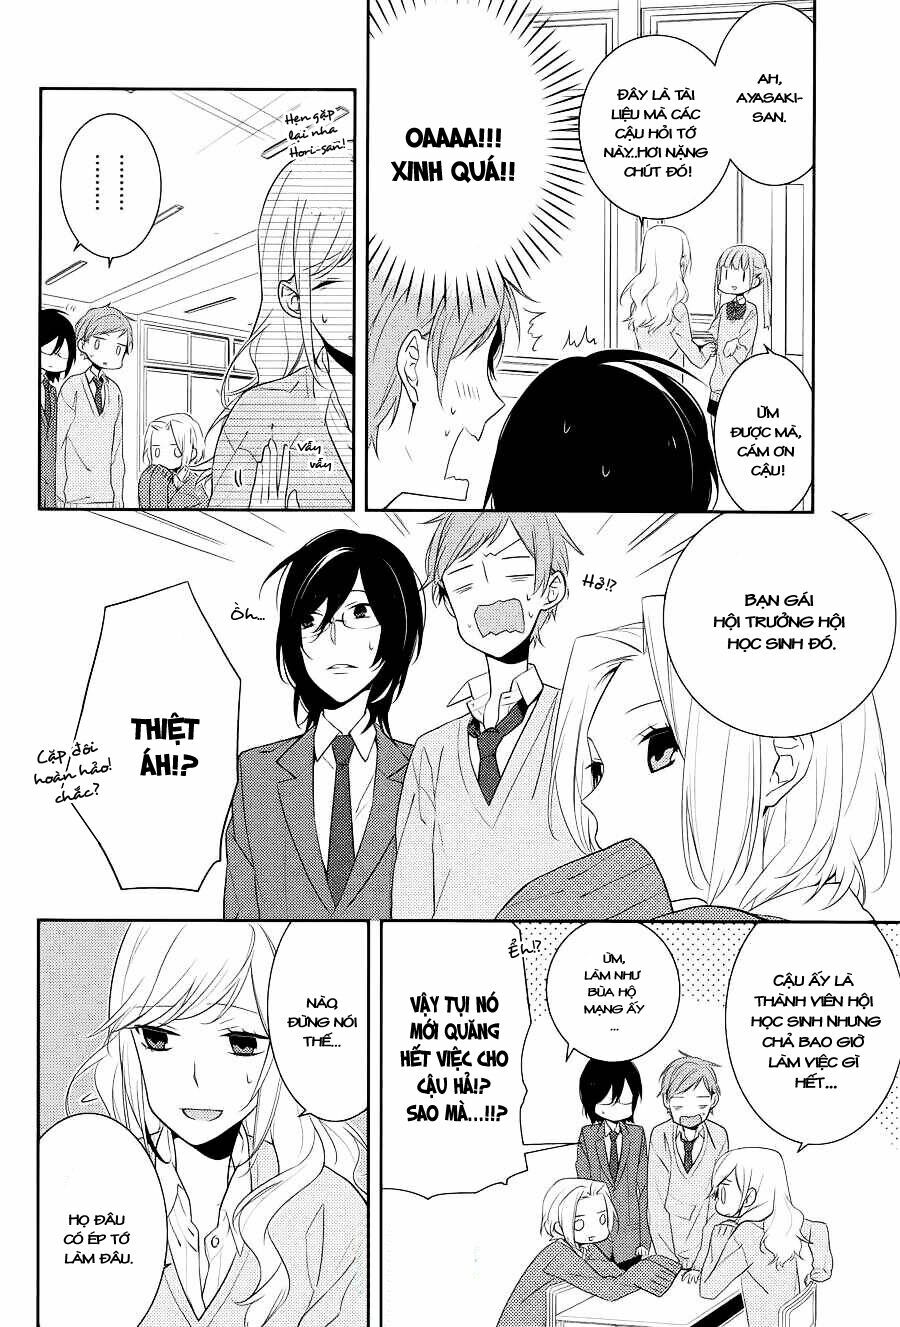 AH,
AYASAKI-
SAN.
ĐÂY LÀ TÀI
LIỆU MÀ CÁC
CẬU HỎI TỚ
NÀY..HƠI NẶNG
CHÚT ĐÓ!
ỪM
ĐƯỢC MÀ,
CÁM ƠN
CẬU!
OAAAA!!!
XINH QUÁ!!
Hẹn gặp
lại nha
Hori-san!
Vẫy
vẫy
BẠN GÁI
HỘI TRƯỞNG HỘI
HỌC SINH ĐÓ.
Hả!?
Ồh...
THIỆT
ÁH!?
Cặp đôi
hoàn hảo!
chắc?
CẬU ẤY LÀ
THÀNH VIÊN HỘI
HỌC SINH NHƯNG
CHẢ BAO GIỜ
LÀM VIỆC GÌ
HẾT...
ỪM,
LÀM NHƯ
BÙA HỘ
MẠNG ẤY
...
Ểh!?
VẬY TỤI NÓ
MỚI QUĂNG
HẾT VIỆC CHO
CẬU HẢ!?
SAO MÀ...!!?
NÀO,
ĐỪNG NÓI
THẾ...
HỌ ĐÂU
CÓ ÉP TỚ
LÀM ĐÂU.